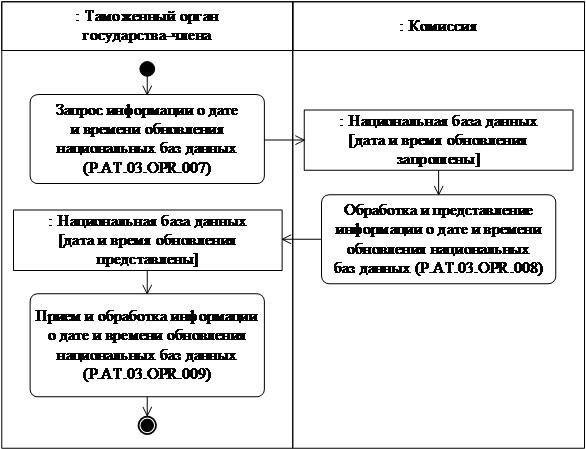 : Таможенный орган
государства-члена
: Комиссия
Запрос информации о дате
и времени обновления
национальных баз данных
(P.AT.03.OPR.007)
: Национальная база данных
[дата и время обновления
запрошены]
Обработка и представление
информации о дате и времени
обновления национальных
баз данных (P.AT.03.OPR.008)
: Национальная база данных
[дата и время обновления
представлены]
Прием и обработка информации
о дате и времени обновления
национальных баз данных
(P.AT.03.OPR.009)